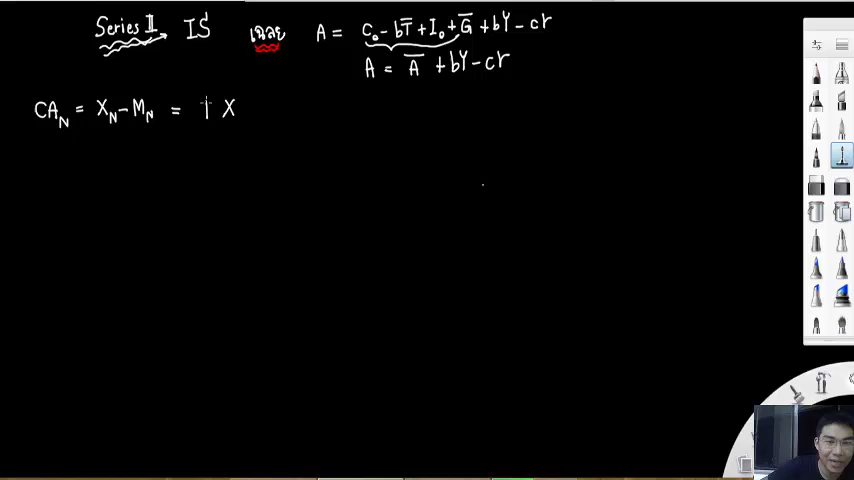 Series II IS เฉลย A = C₀ - bT̅ + I₀ + G̅ + bY - cr
A = A̅ + bY - cr
CA_N = X_N - M_N = X